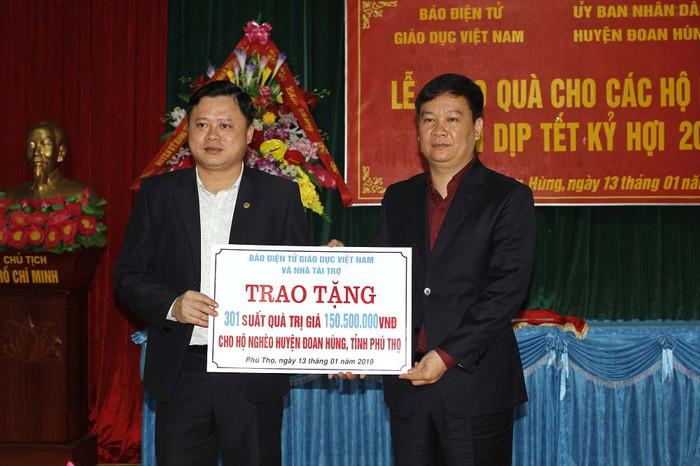 BÁO ĐIỆN TỬ
GIÁO DỤC VIỆT NAM
ỦY BAN NHÂN DÂ
HUYỆN ĐOAN HÙN
LỄ QUÀ CHO CÁC HỘ
DỊP TẾT KỶ HỢI 20
Hùng, ngày 13 tháng 01 năm
CHỦ TỊCH
HỒ CHÍ MINH
BÁO ĐIỆN TỬ GIÁO DỤC VIỆT NAM
VÀ NHÀ TÀI TRỢ
TRAO TẶNG
301 SUẤT QUÀ TRỊ GIÁ 150.500.000VNĐ
CHO HỘ NGHÈO HUYỆN ĐOAN HÙNG, TỈNH PHÚ THỌ
Phú Thọ, ngày 13 tháng 01 năm 2019